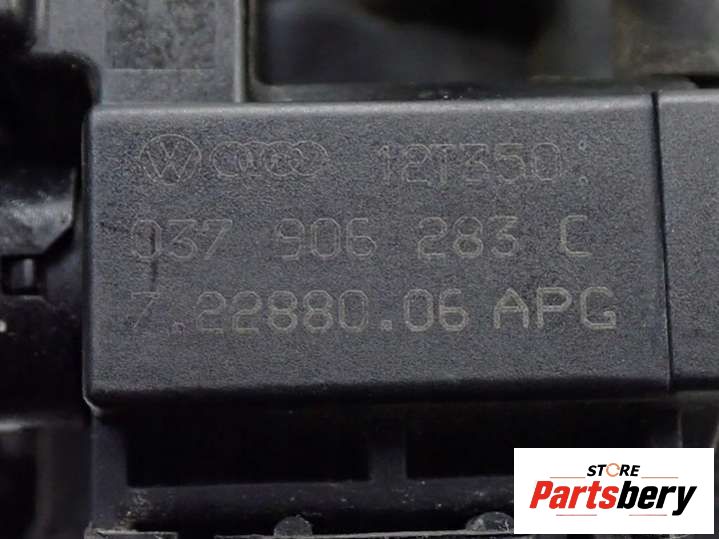 12T350
037 906 283 C
7.22880.06 APG
STORE
Partsbery